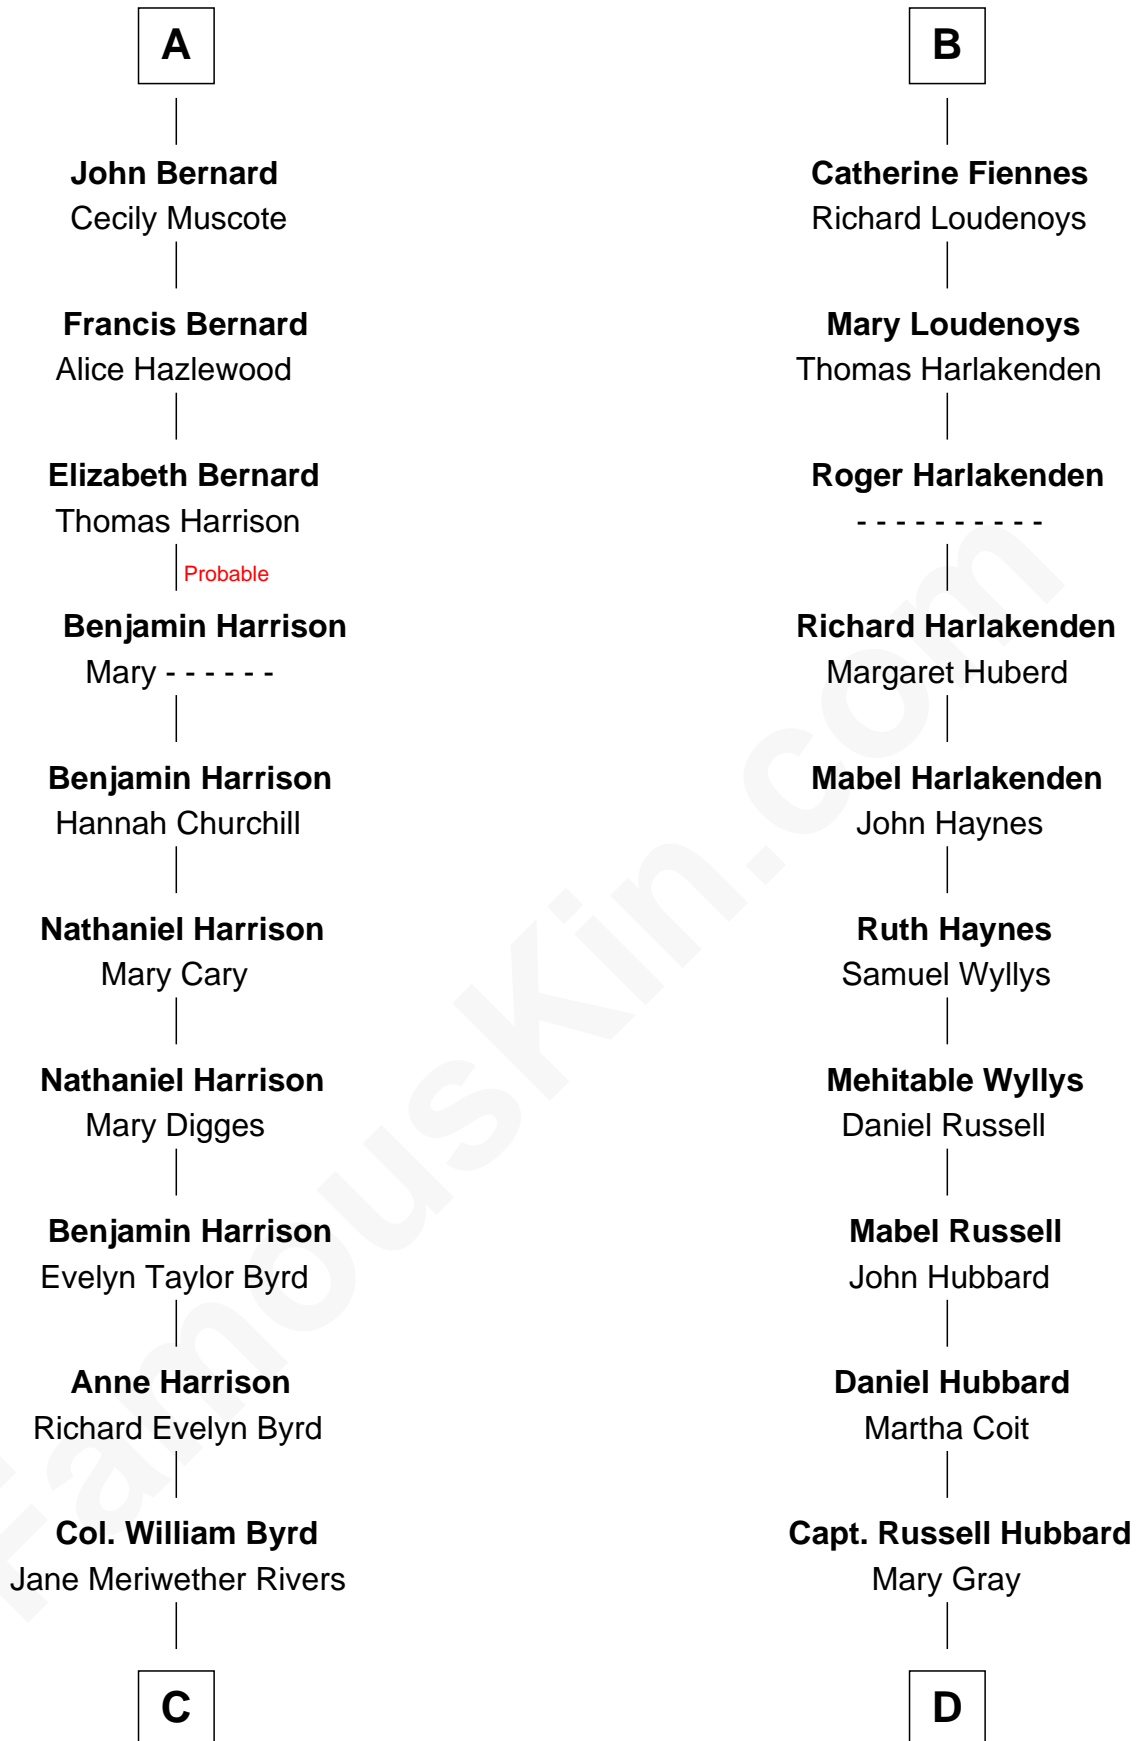 A
John Bernard
Cecily Muscote
Francis Bernard
Alice Hazlewood
Elizabeth Bernard
Thomas Harrison
Probable
Benjamin Harrison
Mary - - - - - -
Benjamin Harrison
Hannah Churchill
Nathaniel Harrison
Mary Cary
Nathaniel Harrison
Mary Digges
Benjamin Harrison
Evelyn Taylor Byrd
Anne Harrison
Richard Evelyn Byrd
Col. William Byrd
Jane Meriwether Rivers
C
B
Catherine Fiennes
Richard Loudenoys
Mary Loudenoys
Thomas Harlakenden
Roger Harlakenden
- - - - - - - - - -
Richard Harlakenden
Margaret Huberd
Mabel Harlakenden
John Haynes
Ruth Haynes
Samuel Wyllys
Mehitable Wyllys
Daniel Russell
Mabel Russell
John Hubbard
Daniel Hubbard
Martha Coit
Capt. Russell Hubbard
Mary Gray
D
FamousKin.com